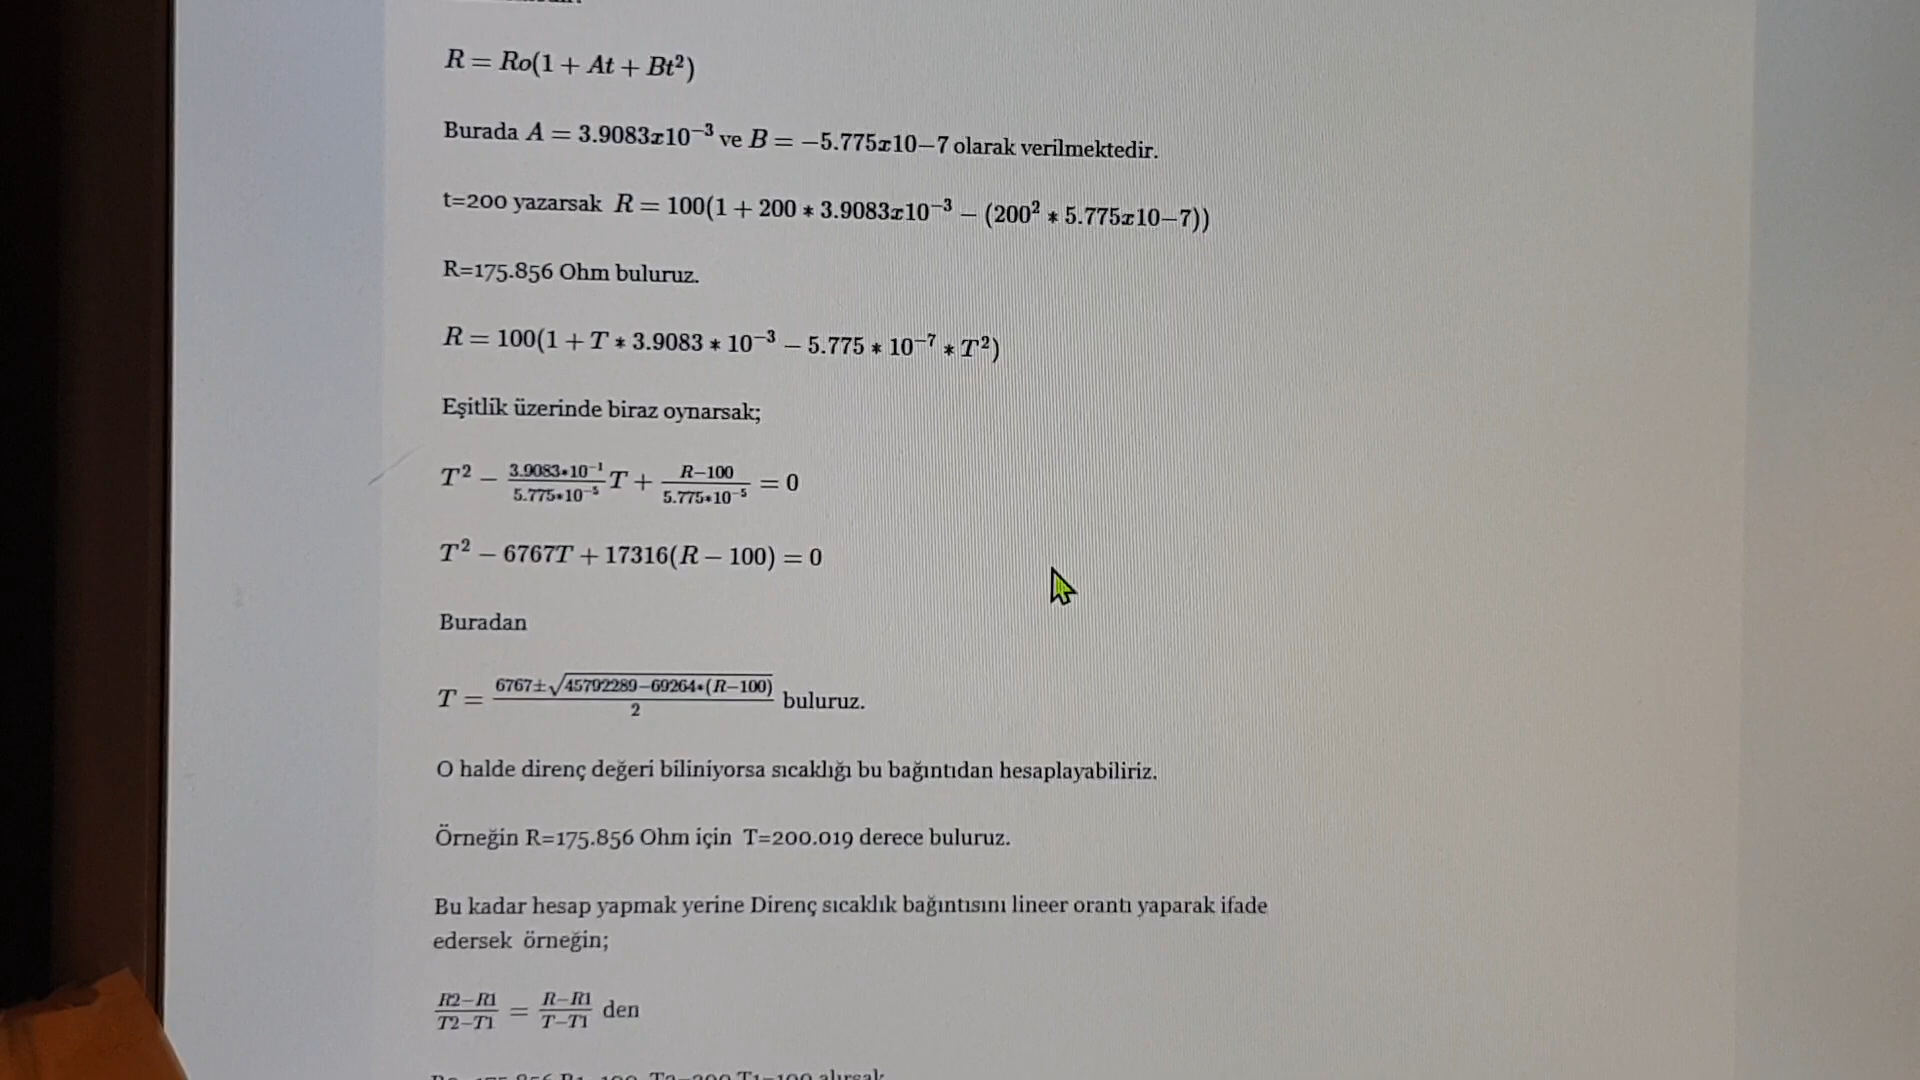 R = Ro(1 + At + Bt²)
Burada A = 3.9083x10⁻³ ve B = −5.775x10−7 olarak verilmektedir.
t=200 yazarsak R = 100(1 + 200 * 3.9083x10⁻³ − (200² * 5.775x10−7))
R=175.856 Ohm buluruz.
R = 100(1 + T * 3.9083 * 10⁻³ − 5.775 * 10⁻⁷ * T²)
Eşitlik üzerinde biraz oynarsak;
T² − 3.9083*10⁻¹/5.775*10⁻⁵ T + R−100/5.775*10⁻⁵ = 0
T² − 6767T + 17316(R − 100) = 0
Buradan
T = 6767±√45792289−69264*(R−100)/2 buluruz.
O halde direnç değeri biliniyorsa sıcaklığı bu bağıntıdan hesaplayabiliriz.
Örneğin R=175.856 Ohm için T=200.019 derece buluruz.
Bu kadar hesap yapmak yerine Direnç sıcaklık bağıntısını lineer orantı yaparak ifade
edersek örneğin;
R2−R1/T2−T1 = R−R1/T−T1 den